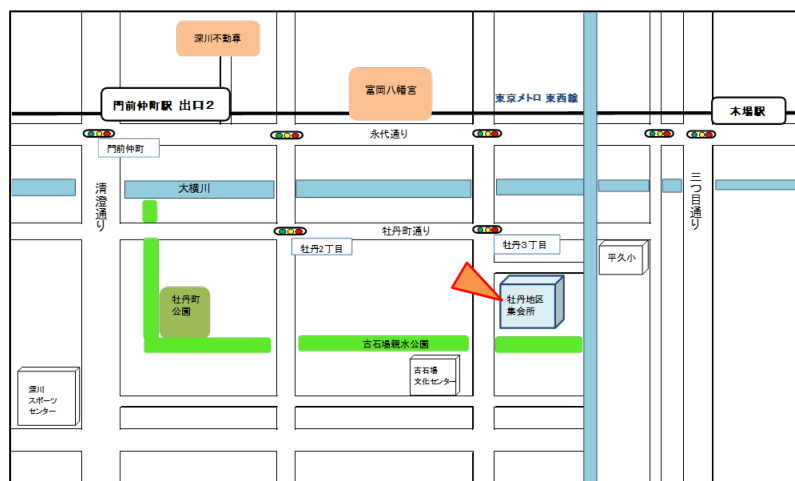 深川不動尊
富岡八幡宮
東京メトロ 東西線
門前仲町駅 出口2
木場駅
永代通り
門前仲町
清澄通り
大横川
三つ目通り
牡丹町通り
牡丹2丁目
牡丹3丁目
平久小
牡丹町
公園
牡丹地区
集会所
古石場親水公園
古石場
文化センター
深川
スポーツ
センター